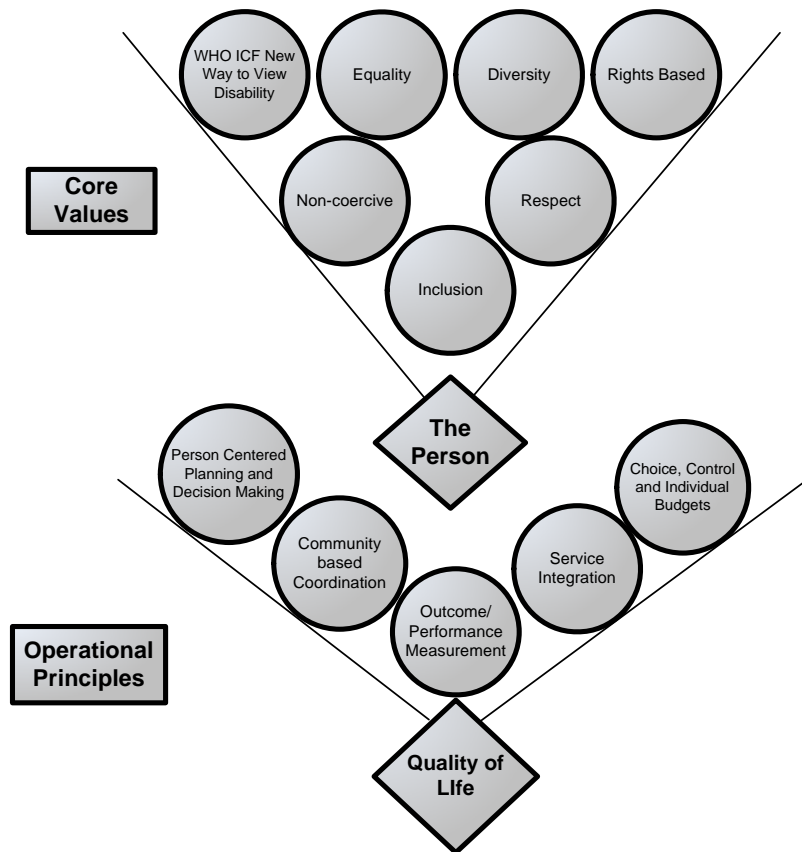 WHO ICF New
Way to View
Disability
Equality
Diversity
Rights Based
Core
Values
Non-coercive
Respect
Inclusion
The
Person
Person Centered
Planning and
Decision Making
Choice, Control
and Individual
Budgets
Community
based
Coordination
Service
Integration
Outcome/
Performance
Measurement
Operational
Principles
Quality of
LIfe